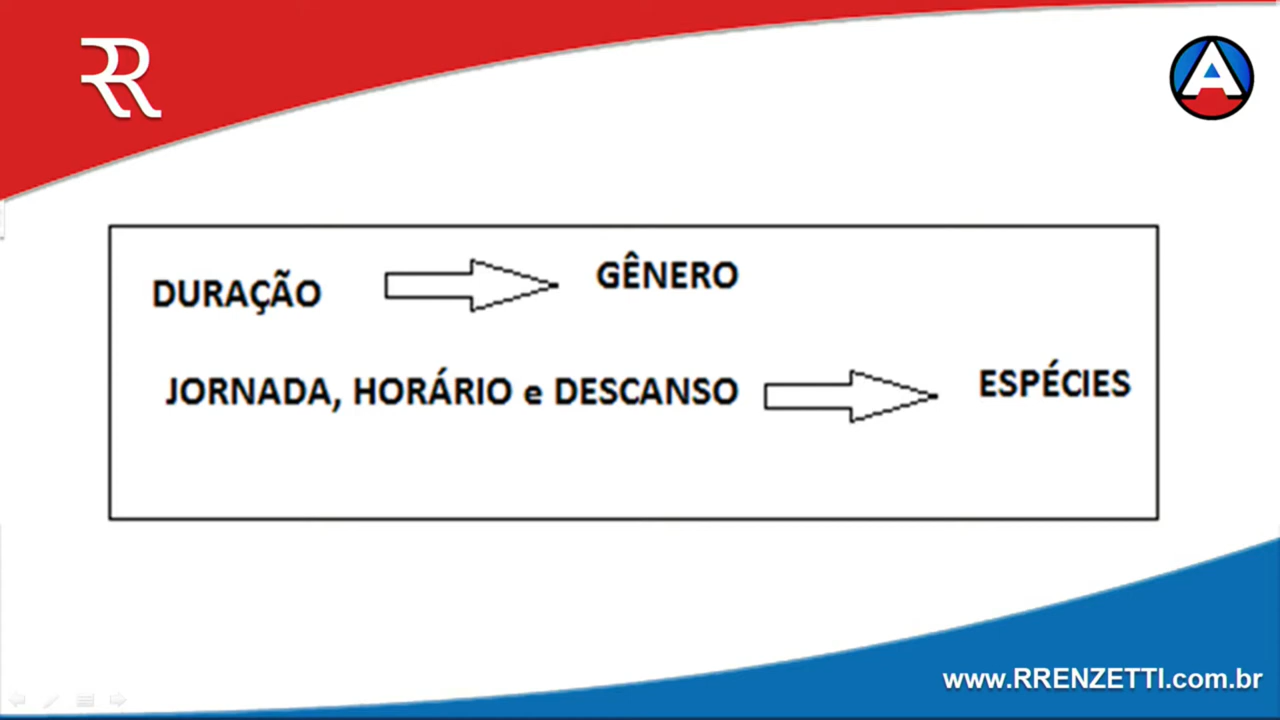 RR
A
DURAÇÃO GÊNERO
JORNADA, HORÁRIO e DESCANSO ESPÉCIES
www.RRENZETTI.com.br